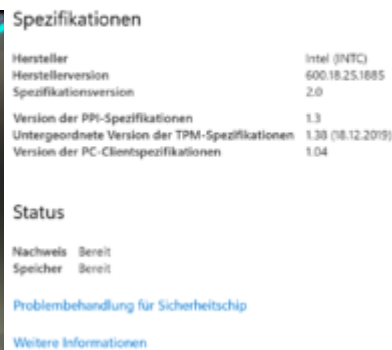 Spezifikationen
Hersteller Intel (INTC)
Herstellerversion 600.18.25.1885
Spezifikationsversion 2.0
Version der PPI-Spezifikationen 1.3
Untergeordnete Version der TPM-Spezifikationen 1.38 (18.12.2019)
Version der PC-Clientspezifikationen 1.04
Status
Nachweis Bereit
Speicher Bereit
Problembehandlung für Sicherheitschip
Weitere Informationen